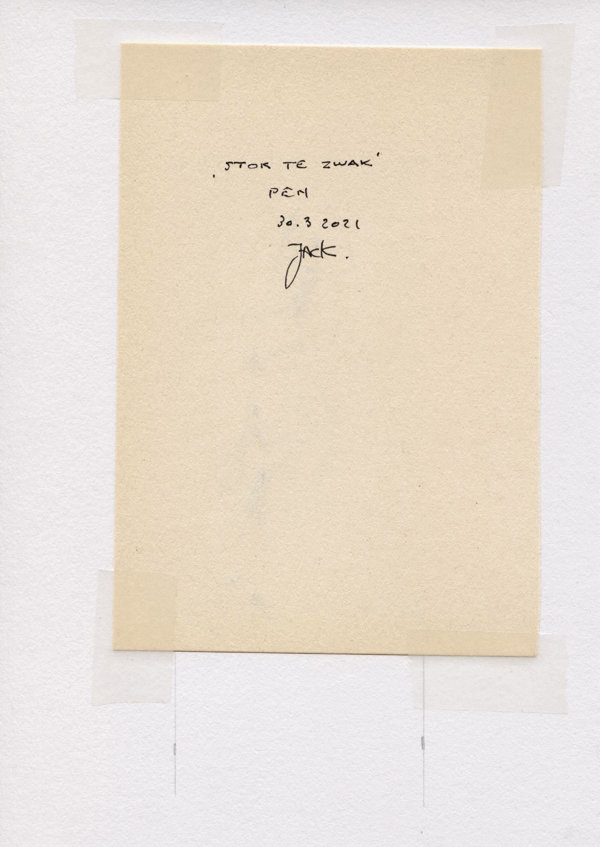 ‚STOK TE ZWAK'
PEN
30.3 2021
JACK.